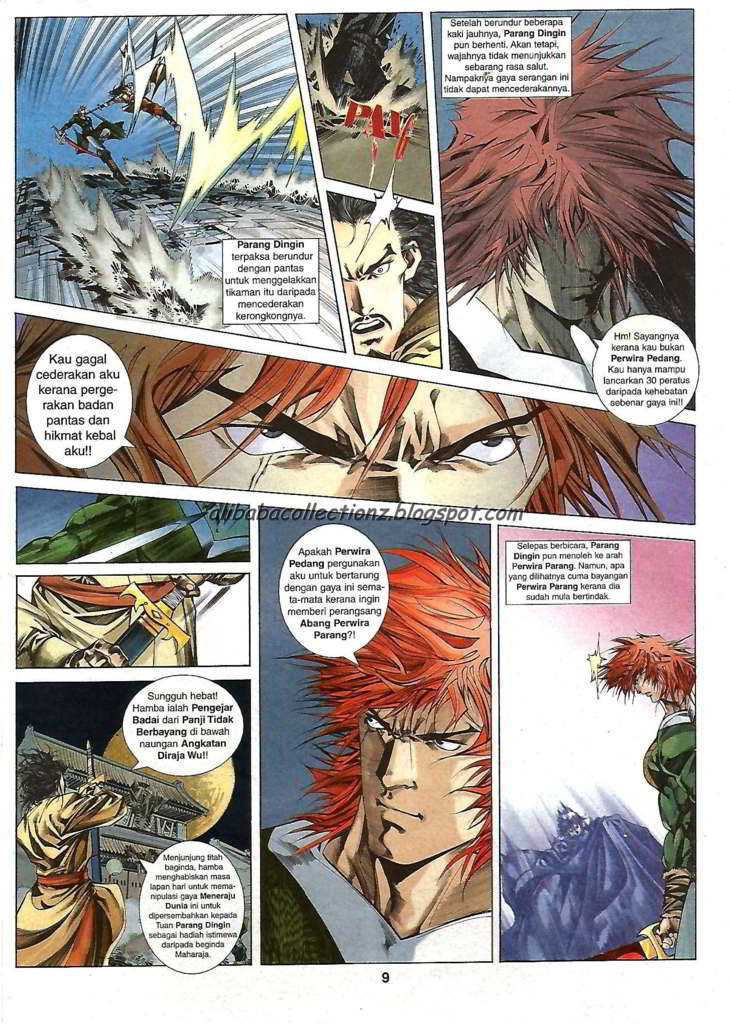 Parang Dingin
terpaksa berundur
dengan pantas
untuk menggelakkan
tikaman itu daripada
mencederakan
kerongkongnya.
PANG
Setelah berundur beberapa
kaki jauhnya, Parang Dingin
pun berhenti. Akan tetapi,
wajahnya tidak menunjukkan
sebarang rasa salut.
Nampaknya gaya serangan ini
tidak dapat mencederakannya.
Hm! Sayangnya
kerana kau bukan
Perwira Pedang.
Kau hanya mampu
lancarkan 30 peratus
daripada kehebatan
sebenar gaya ini!!
Kau gagal
cederakan aku
kerana perge-
rakan badan
pantas dan
hikmat kebal
aku!!
alibabacollectionz.blogspot.com
Sungguh hebat!
Hamba ialah Pengejar
Badai dari Panji Tidak
Berbayang di bawah
naungan Angkatan
Diraja Wu!!
Menjunjung titah
baginda, hamba
menghabiskan masa
lapan hari untuk mema-
nipulasi gaya Meneraju
Dunia ini untuk
dipersembahkan kepada
Tuan Parang Dingin
sebagai hadiah istimewa
daripada beginda
Maharaja.
Apakah Perwira
Pedang pergunakan
aku untuk bertarung
dengan gaya ini sema-
ta-mata kerana ingin
memberi perangsang
Abang Perwira
Parang?!
Selepas berbicara, Parang
Dingin pun menoleh ke arah
Perwira Parang. Namun, apa
yang dilihatnya cuma bayangan
Perwira Parang kerana dia
sudah mula bertindak.
9